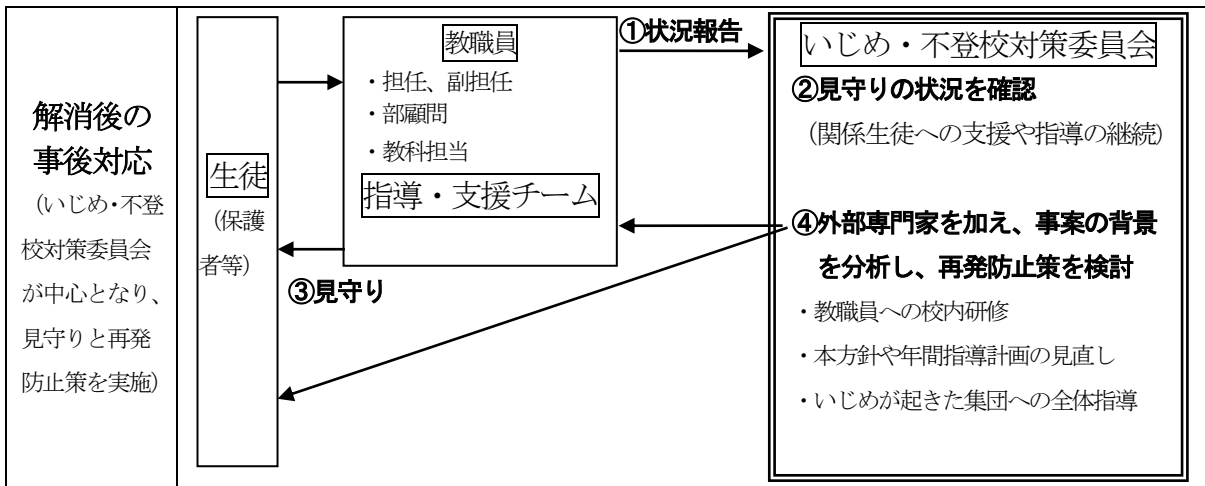 解消後の
事後対応
(いじめ・不登
校対策委員会
が中心となり、
見守りと再発
防止策を実施)
生徒
(保護
者等)
教職員
・担任、副担任
・部顧問
・教科担当
指導・支援チーム
①状況報告
③見守り
いじめ・不登校対策委員会
②見守りの状況を確認
(関係生徒への支援や指導の継続)
④外部専門家を加え、事案の背景
を分析し、再発防止策を検討
・教職員への校内研修
・本方針や年間指導計画の見直し
・いじめが起きた集団への全体指導